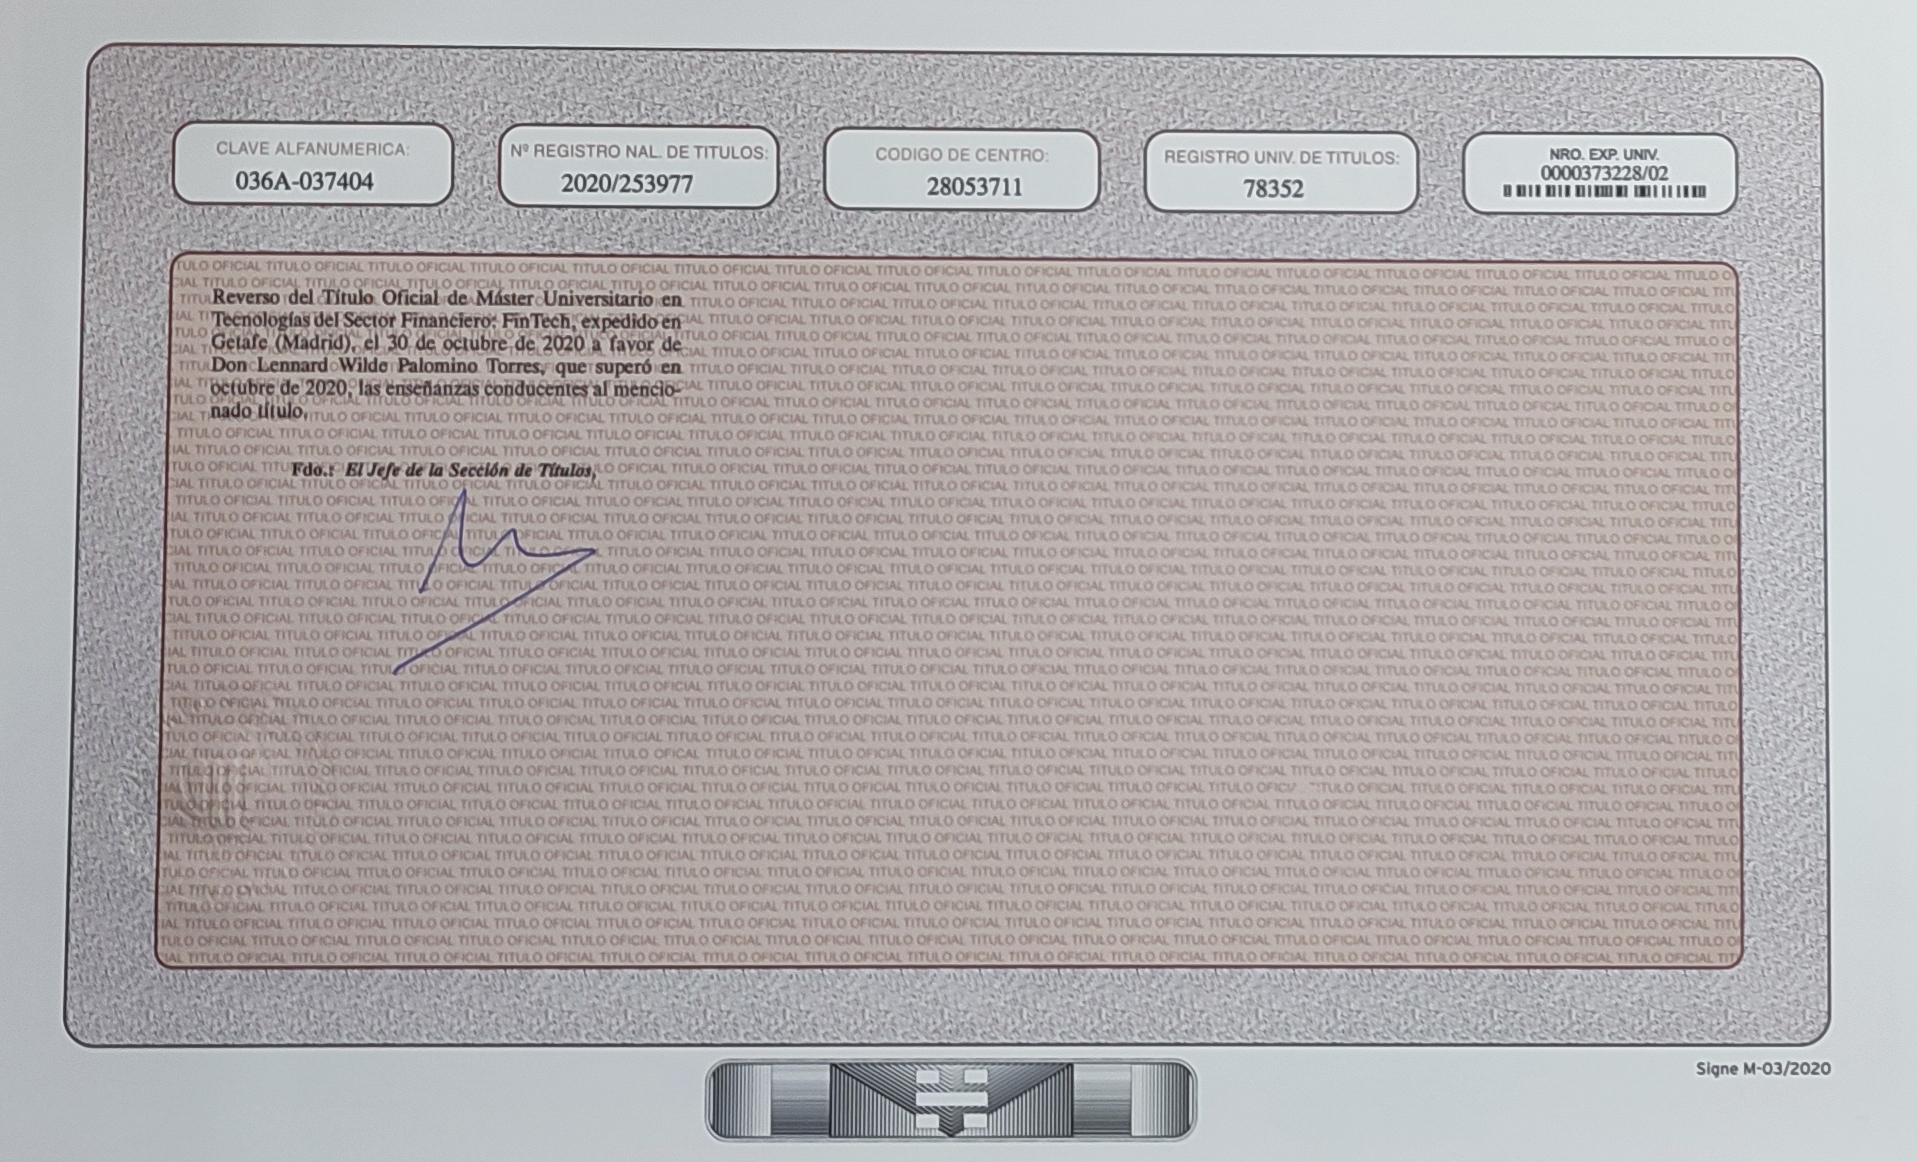 CLAVE ALFANUMERICA:
036A-037404
Nº REGISTRO NAL. DE TITULOS:
2020/253977
CODIGO DE CENTRO:
28053711
REGISTRO UNIV. DE TITULOS:
78352
NRO. EXP. UNIV.
0000373228/02
Reverso del Título Oficial de Máster Universitario en
Tecnologías del Sector Financiero: FinTech, expedido en
Getafe (Madrid), el 30 de octubre de 2020 a favor de
Don Lennard Wilde Palomino Torres, que superó en
octubre de 2020, las enseñanzas conducentes al mencio-
nado título.
Fdo.: El Jefe de la Sección de Títulos,
TITULO OFICIAL
Signe M-03/2020